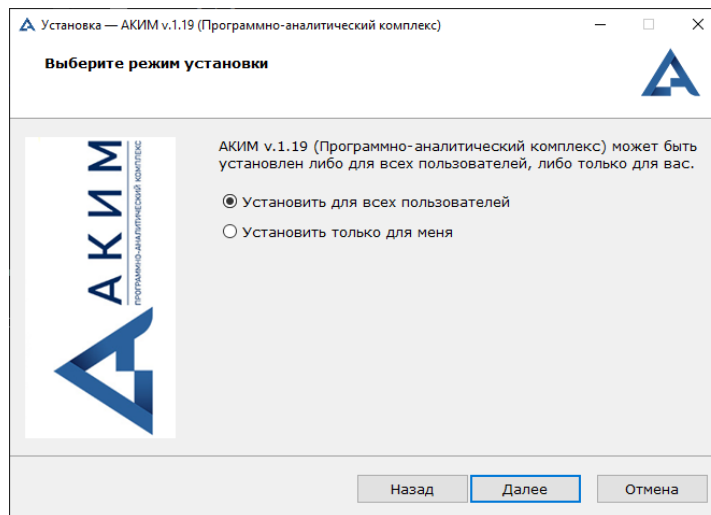 Установка — АКИМ v.1.19 (Программно-аналитический комплекс)
Выберите режим установки
АКИМ
ПРОГРАММНО-АНАЛИТИЧЕСКИЙ КОМПЛЕКС
АКИМ v.1.19 (Программно-аналитический комплекс) может быть
установлен либо для всех пользователей, либо только для вас.
Установить для всех пользователей
Установить только для меня
Назад
Далее
Отмена